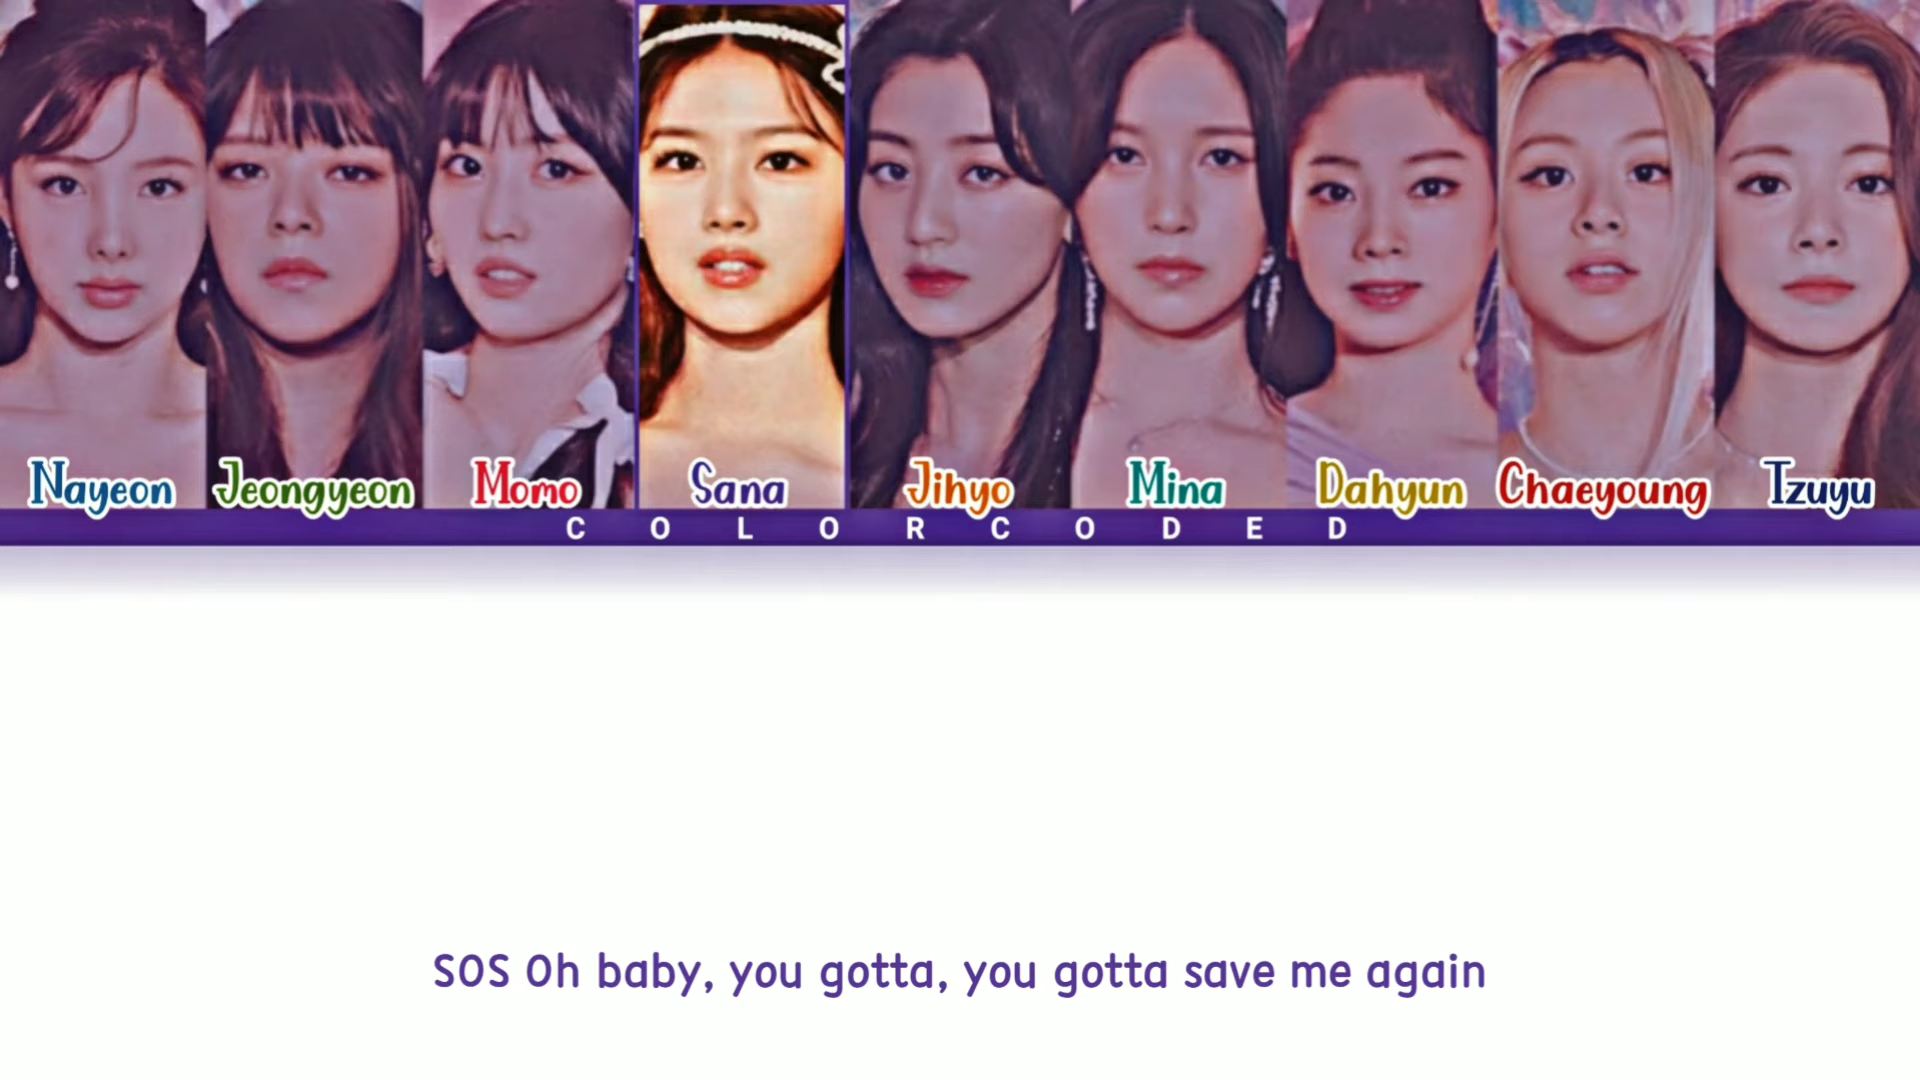 Nayeon Jeongyeon Momo Sana Jihyo Mina Dahyun Chaeyoung Tzuyu
COLORCODED
SOS Oh baby, you gotta, you gotta save me again